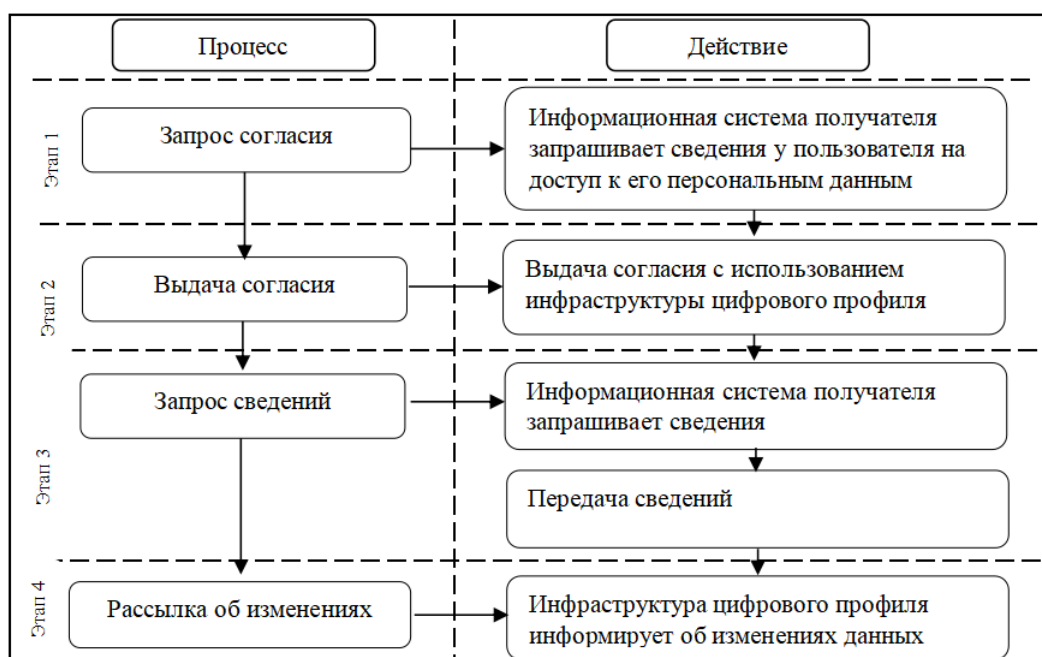 Процесс
Действие
Этап 1
Запрос согласия
Информационная система получателя
запрашивает сведения у пользователя на
доступ к его персональным данным
Этап 2
Выдача согласия
Выдача согласия с использованием
инфраструктуры цифрового профиля
Этап 3
Запрос сведений
Информационная система получателя
запрашивает сведения
Передача сведений
Этап 4
Рассылка об изменениях
Инфраструктура цифрового профиля
информирует об изменениях данных